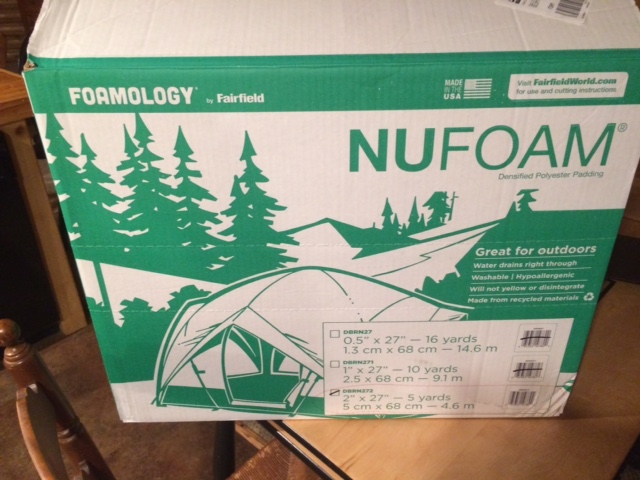 FOAMOLOGY® by Fairfield
MADE
IN THE
USA
Visit FairfieldWorld.com
for use and cutting instructions.
NUFOAM®
Densified Polyester Padding
Great for outdoors
Water drains right through
Washable | Hypoallergenic
Will not yellow or disintegrate
Made from recycled materials
DBRN27
0.5" x 27" — 16 yards
1.3 cm x 68 cm — 14.6 m
DBRN271
1" x 27" — 10 yards
2.5 x 68 cm — 9.1 m
DBRN272
2" x 27" — 5 yards
5 cm x 68 cm — 4.6 m